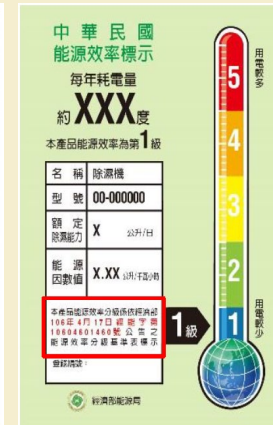 中華民國
能源效率標示
每年耗電量
約XXX度
本產品能源效率為第1級
名 稱 除濕機
型 號 00-000000
額 定
除濕能力 X 公升/日
能 源
因數值 X.XX 公升/千瓦小時
本產品能源效率分級係依經濟部
106年4月17日經能字第
10604601460號公告之
能源效率分級基準表標示
登錄編號：
經濟部能源局
用電較多
5
4
3
2
1
1級
用電較少